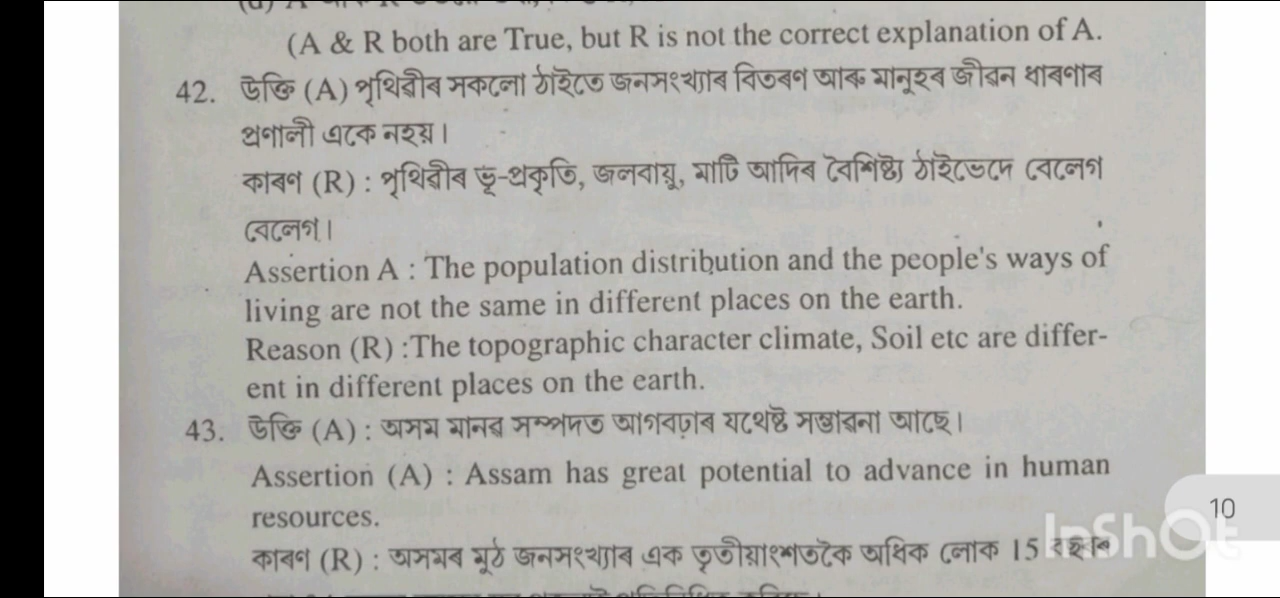 (A & R both are True, but R is not the correct explanation of A.
42. উক্তি (A) পৃথিৱীৰ সকলো ঠাইতে জনসংখ্যাৰ বিতৰণ আৰু মানুহৰ জীৱন ধাৰণাৰ
প্ৰণালী একে নহয়।
কাৰণ (R) : পৃথিৱীৰ ভূ-প্ৰকৃতি, জলবায়ু, মাটি আদিৰ বৈশিষ্ট্য ঠাইভেদে বেলেগ
বেলেগ।
Assertion A : The population distribution and the people's ways of
living are not the same in different places on the earth.
Reason (R) :The topographic character climate, Soil etc are differ-
ent in different places on the earth.
43. উক্তি (A) : অসম মানৱ সম্পদত আগবঢ়াৰ যথেষ্ট সম্ভাৱনা আছে।
Assertion (A) : Assam has great potential to advance in human
resources.
10
কাৰণ (R) : অসমৰ মুঠ জনসংখ্যাৰ এক তৃতীয়াংশতকৈ অধিক লোক 15 বছৰৰ
InShOt